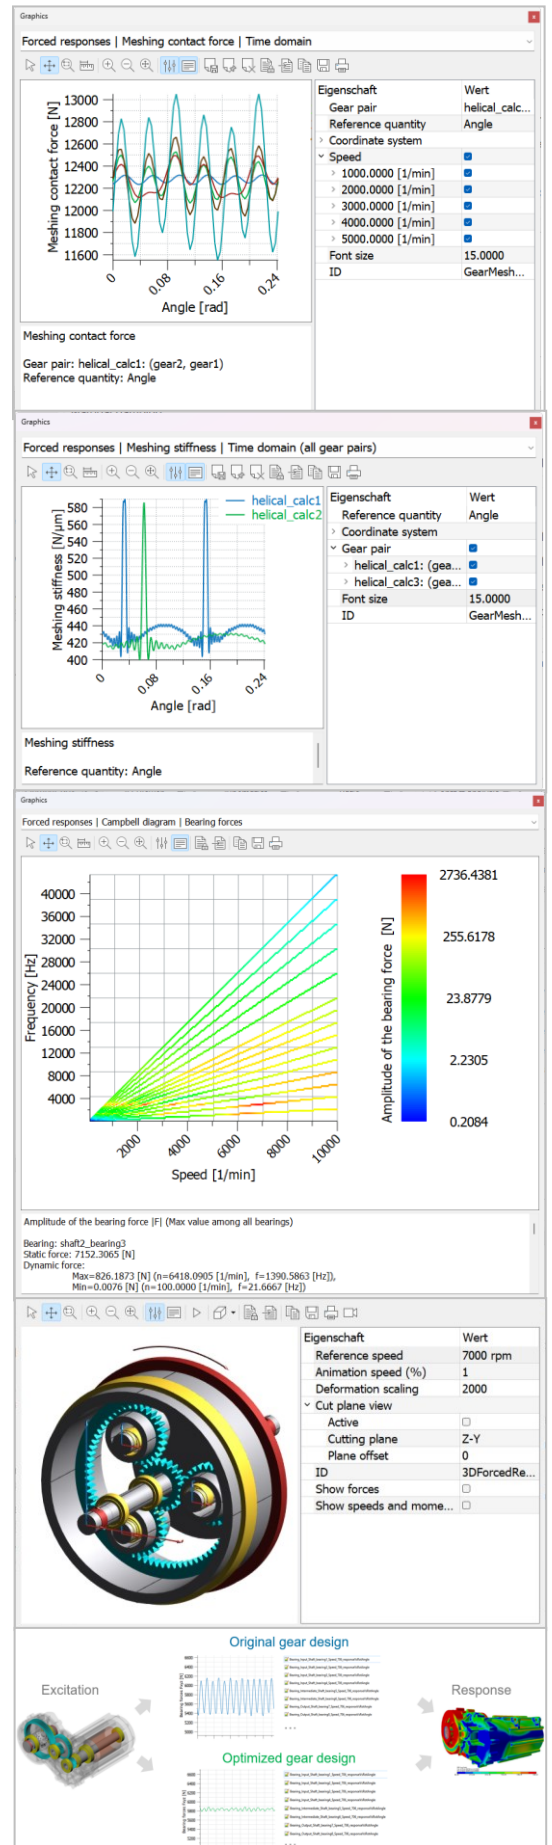 Graphics
Forced responses | Meshing contact force | Time domain
Meshing contact force [N]
13000
12800
12600
12400
12200
12000
11800
11600
0
0.08
0.16
0.24
Angle [rad]
Eigenschaft Wert
Gear pair helical_calc...
Reference quantity Angle
Coordinate system
Speed
1000.0000 [1/min]
2000.0000 [1/min]
3000.0000 [1/min]
4000.0000 [1/min]
5000.0000 [1/min]
Font size 15.0000
ID GearMesh...
Meshing contact force
Gear pair: helical_calc1: (gear2, gear1)
Reference quantity: Angle
Graphics
Forced responses | Meshing stiffness | Time domain (all gear pairs)
Meshing stiffness [N/μm]
580
560
540
520
500
480
460
440
420
400
helical_calc1
helical_calc2
0
0.08
0.16
0.24
Angle [rad]
Eigenschaft Wert
Reference quantity Angle
Coordinate system
Gear pair
helical_calc1: (gea...
helical_calc3: (gea...
Font size 15.0000
ID GearMesh...
Meshing stiffness
Reference quantity: Angle
Graphics
Forced responses | Campbell diagram | Bearing forces
Frequency [Hz]
40000
36000
32000
28000
24000
20000
16000
12000
8000
4000
2000
4000
6000
8000
10000
Speed [1/min]
Amplitude of the bearing force [N]
2736.4381
255.6178
23.8779
2.2305
0.2084
Amplitude of the bearing force |F| (Max value among all bearings)
Bearing: shaft2_bearing3
Static force: 7152.3065 [N]
Dynamic force:
Max=826.1873 [N] (n=6418.0905 [1/min], f=1390.5863 [Hz]),
Min=0.0076 [N] (n=100.0000 [1/min], f=21.6667 [Hz])
Eigenschaft Wert
Reference speed 7000 rpm
Animation speed (%) 1
Deformation scaling 2000
Cut plane view
Active
Cutting plane Z-Y
Plane offset 0
ID 3DForcedRe...
Show forces
Show speeds and mome...
Original gear design
Excitation
Response
Optimized gear design